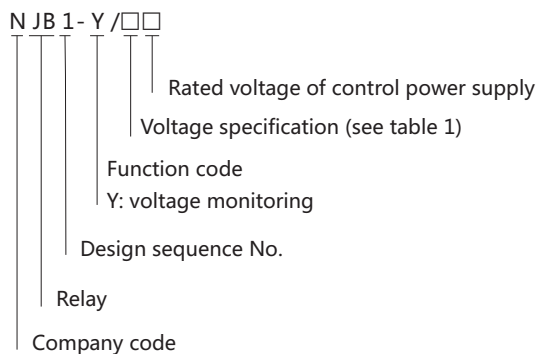 N JB 1 - Y /□□
Rated voltage of control power supply
Voltage specification (see table 1)
Function code
Y: voltage monitoring
Design sequence No.
Relay
Company code